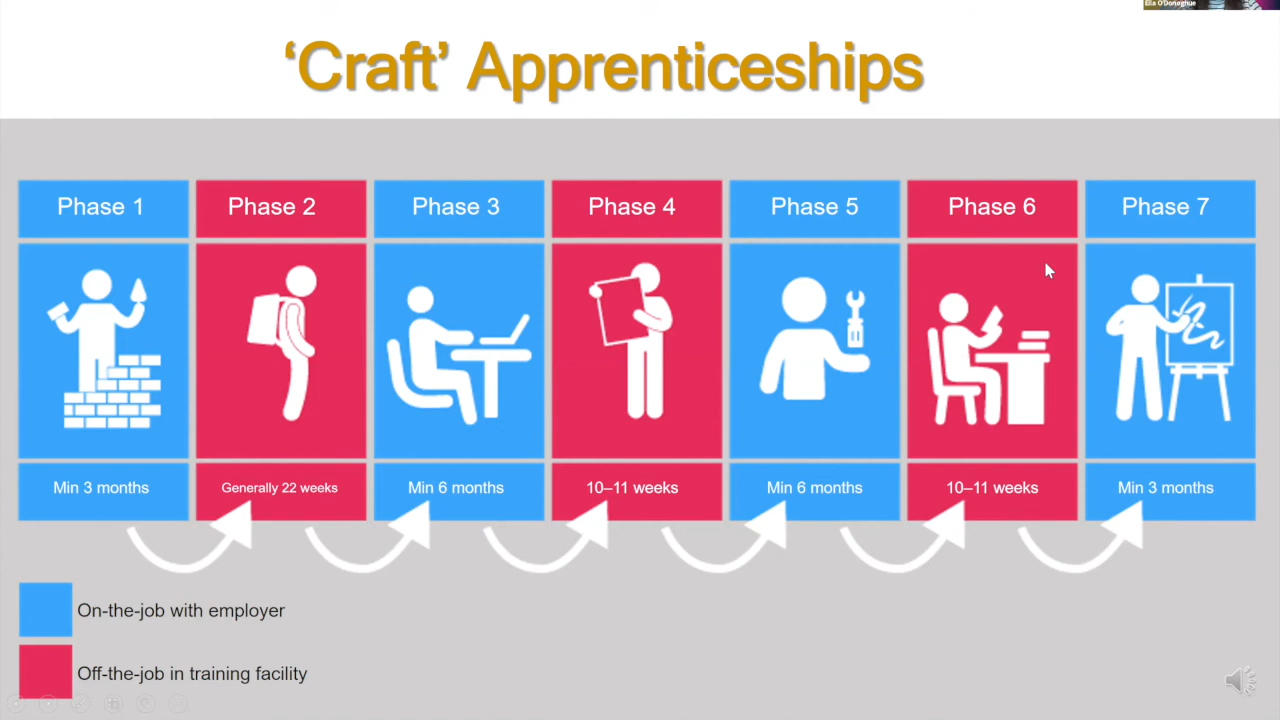 Ella O'Donoghue
‘Craft’ Apprenticeships
Phase 1
Phase 2
Phase 3
Phase 4
Phase 5
Phase 6
Phase 7
Min 3 months
Generally 22 weeks
Min 6 months
10–11 weeks
Min 6 months
10–11 weeks
Min 3 months
On-the-job with employer
Off-the-job in training facility